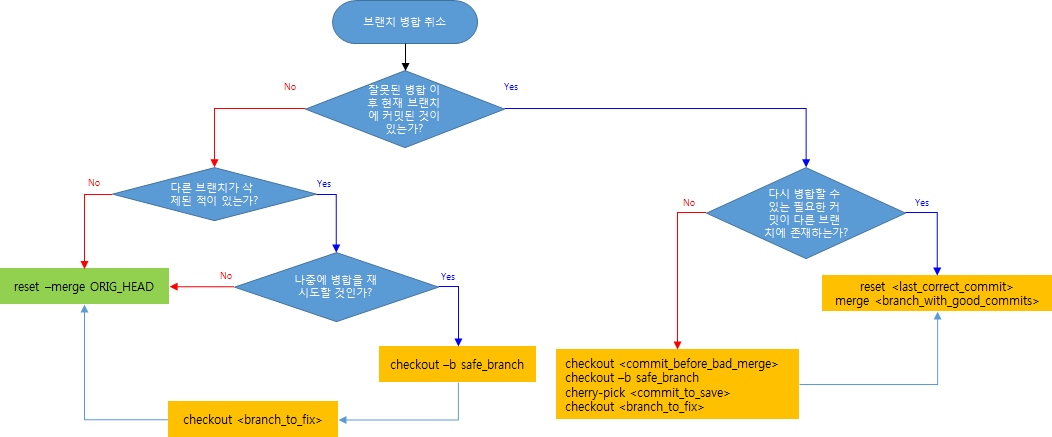 브랜치 병합 취소
No
Yes
잘못된 병합 이
후 현재 브랜치
에 커밋된 것이
있는가?
No
다른 브랜치가 삭
제된 적이 있는가?
Yes
No
다시 병합할 수
있는 필요한 커
밋이 다른 브랜
치에 존재하는가?
Yes
reset –merge ORIG_HEAD
No
나중에 병합을 재
시도할 것인가?
Yes
reset <last_correct_commit>
merge <branch_with_good_commits>
checkout –b safe_branch
checkout <commit_before_bad_merge>
checkout –b safe_branch
cherry-pick <commit_to_save>
checkout <branch_to_fix>
checkout <branch_to_fix>